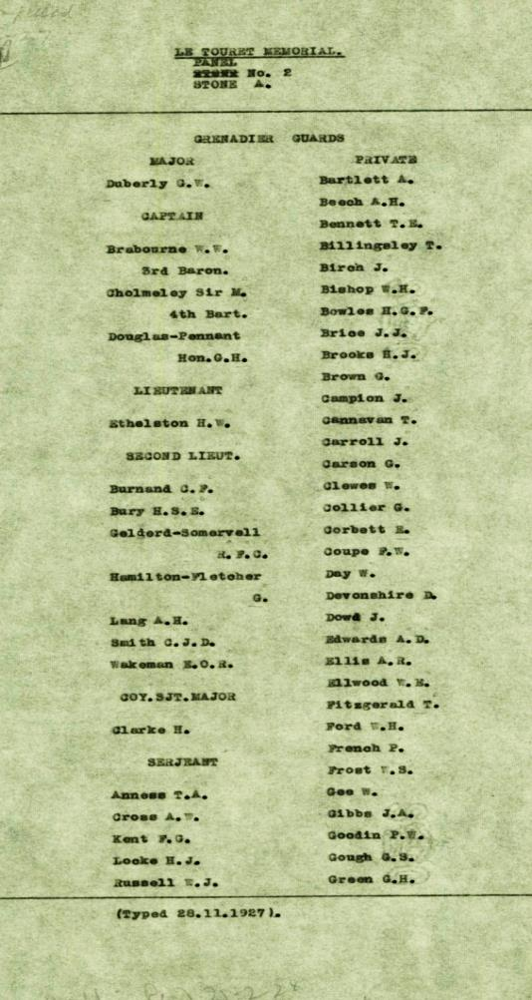 LE TOURET MEMORIAL.
PANEL
No. 2
STONE A.
GRENADIER GUARDS
MAJOR
Duberly G.W.
CAPTAIN
Brabourne W.W.
3rd Baron.
Cholmeley Sir M.
4th Bart.
Douglas-Pennant
Hon.G.H.
LIEUTENANT
Ethelston H.W.
SECOND LIEUT.
Burnand C.F.
Bury H.S.E.
Gelderd-Somervell
R.F.C.
Hamilton-Fletcher
G.
Lang A.H.
Smith C.J.D.
Wakeman E.O.R.
COY.SJT.MAJOR
Clarke H.
SERJEANT
Anness T.A.
Cross A.W.
Kent F.G.
Locke H.J.
Russell W.J.
PRIVATE
Bartlett A.
Beech A.H.
Bennett T.E.
Billingsley T.
Birch J.
Bishop W.H.
Bowles H.G.F.
Brice J.J.
Brooks H.J.
Brown G.
Campion J.
Cannavan T.
Carroll J.
Carson G.
Clewes W.
Collier G.
Corbett E.
Coupe F.W.
Day W.
Devonshire D.
Dowd J.
Edwards A.D.
Ellis A.R.
Ellwood W.E.
Fitzgerald T.
Ford W.H.
French P.
Frost W.S.
Gee W.
Gibbs J.A.
Goodin P.W.
Gough G.S.
Green G.H.
(Typed 28.11.1927).